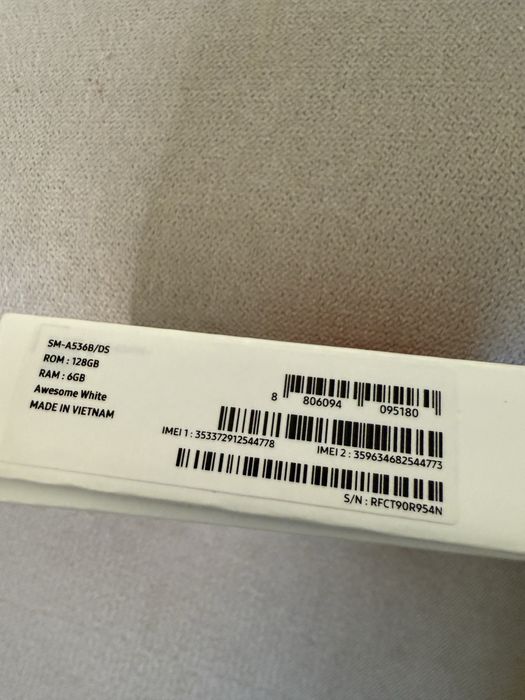 SM-A536B/DS
ROM : 128GB
RAM : 6GB
Awesome White
MADE IN VIETNAM
8 806094 095180
IMEI 1 : 353372912544778
IMEI 2 : 359634682544773
S/N : RFCT90R954N